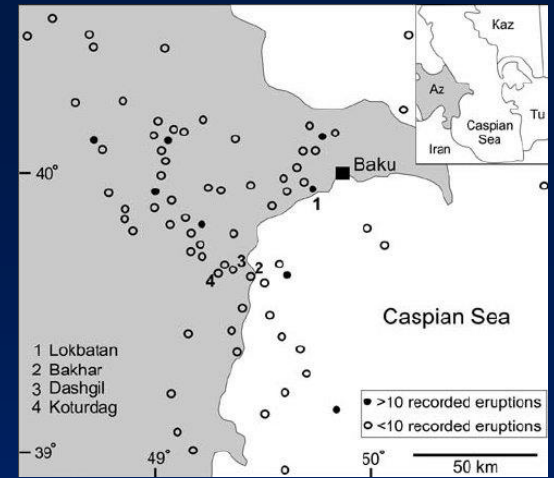 Kaz
Az
Tu
Caspian
Sea
Iran
40°
Baku
1
3
2
4
Caspian Sea
1 Lokbatan
2 Bakhar
3 Dashgil
4 Koturdag
>10 recorded eruptions
<10 recorded eruptions
39°
49°
50°
50 km